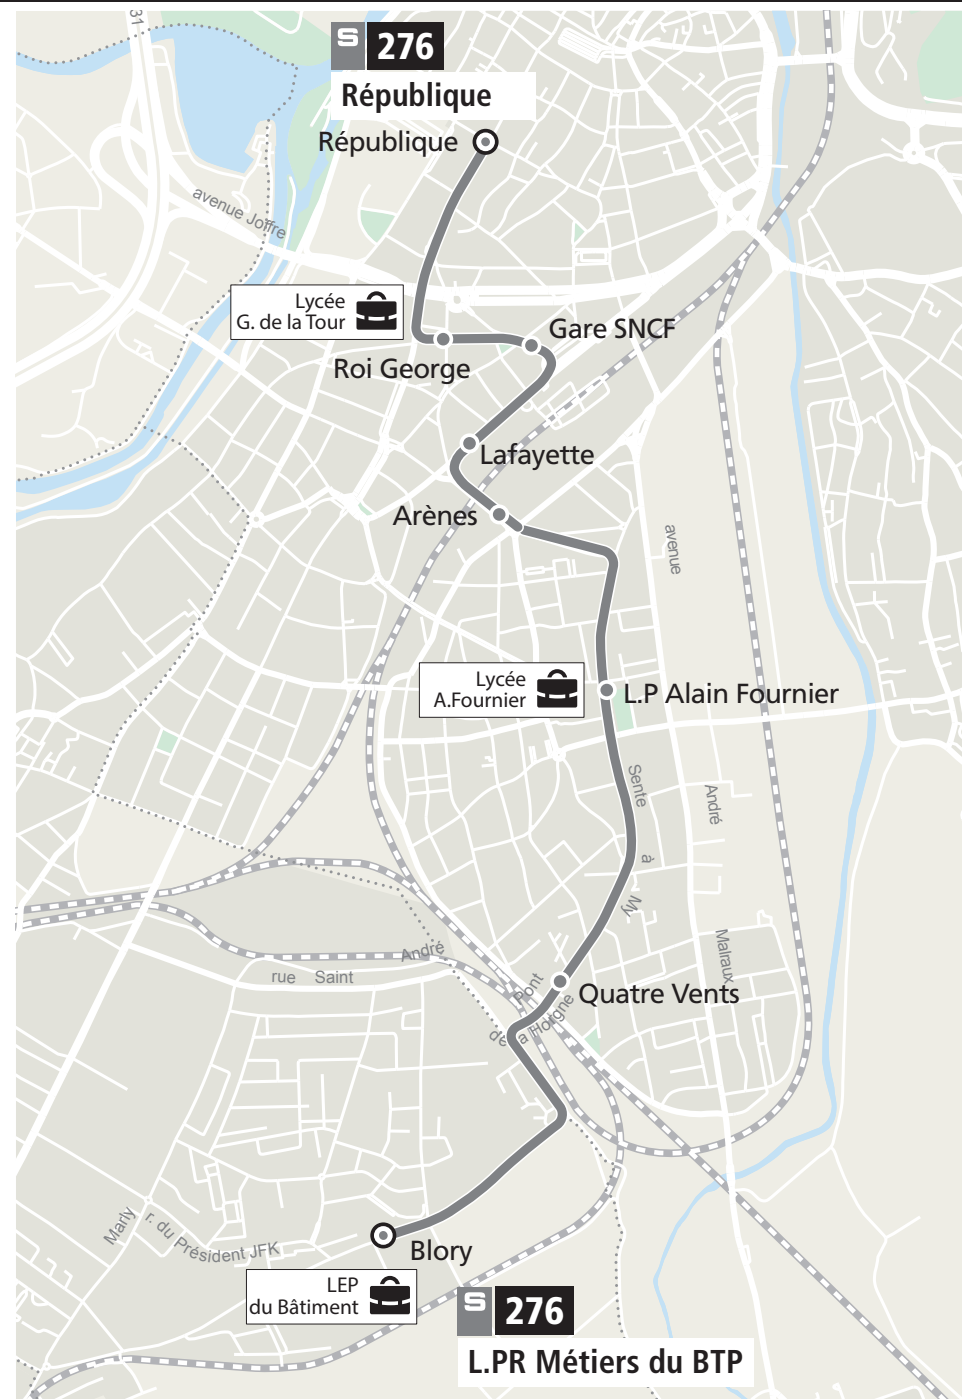 31
S 276
République
République
avenue Joffre
Lycée
G. de la Tour
Gare SNCF
Roi George
Lafayette
Arènes
avenue
Lycée
A.Fournier
L.P Alain Fournier
Sente
André
à
My
Malraux
André
rue Saint
Pont
Quatre Vents
de la Horgne
Marly
r. du Président JFK
Blory
LEP
du Bâtiment
S 276
L.PR Métiers du BTP